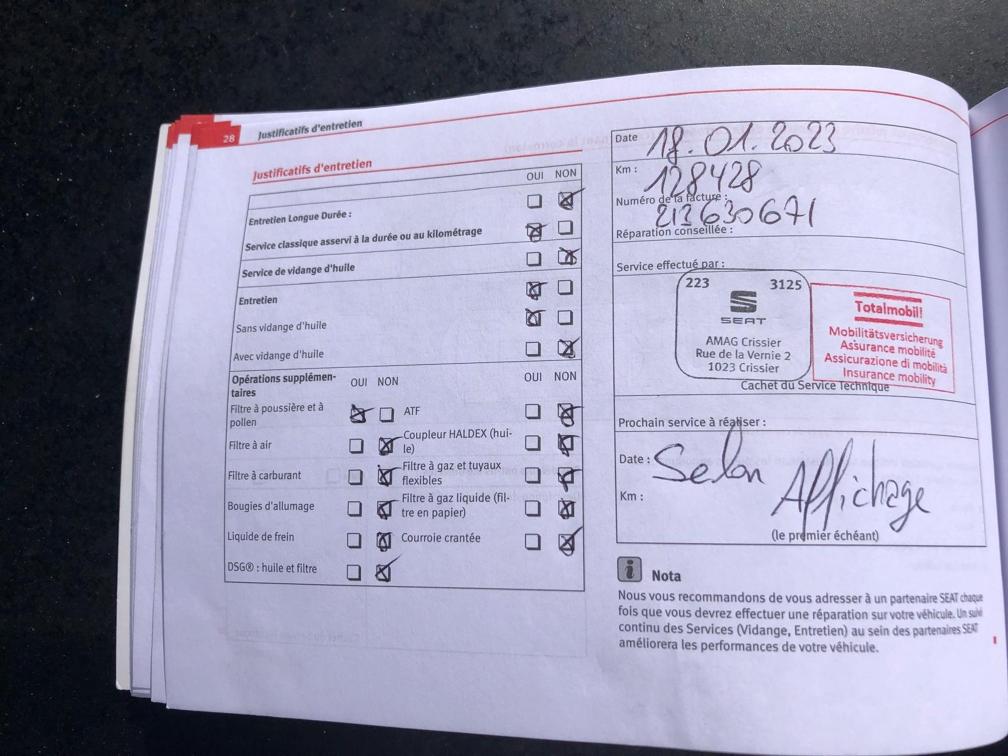 28 Justificatifs d'entretien
Justificatifs d'entretien
OUI NON
Entretien Longue Durée :
Service classique asservi à la durée ou au kilométrage
Service de vidange d'huile
Entretien
Sans vidange d'huile
Avec vidange d'huile
Opérations supplémen-
taires
OUI NON
OUI NON
Filtre à poussière et à
pollen
ATF
Filtre à air
Coupleur HALDEX (hui-
le)
Filtre à carburant
Filtre à gaz et tuyaux
flexibles
Bougies d'allumage
Filtre à gaz liquide (fil-
tre en papier)
Liquide de frein
Courroie crantée
DSG® : huile et filtre
Date 18.01.2023
Km : 128428
Numéro de la facture :
213630671
Réparation conseillée :
Service effectué par :
223 3125
SEAT
AMAG Crissier
Rue de la Vernie 2
1023 Crissier
Totalmobil!
Mobilitätsversicherung
Assurance mobilité
Assicurazione di mobilità
Insurance mobility
Cachet du Service Technique
Prochain service à réaliser :
Date : Selon
Affichage
Km :
(le premier échéant)
i Nota
Nous vous recommandons de vous adresser à un partenaire SEAT chaque
fois que vous devrez effectuer une réparation sur votre véhicule. Un suivi
continu des Services (Vidange, Entretien) au sein des partenaires SEAT
améliorera les performances de votre véhicule.